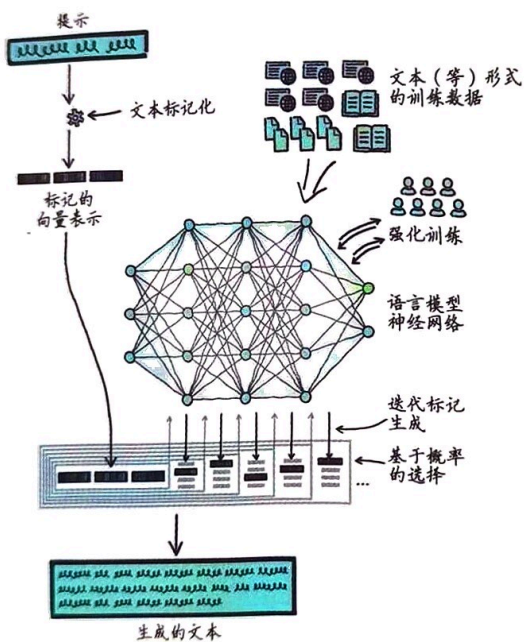 提示
文本标记化
标记的
向量表示
文本（等）形式
的训练数据
强化训练
语言模型
神经网络
迭代标记
生成
基于概率
的选择
...
生成的文本